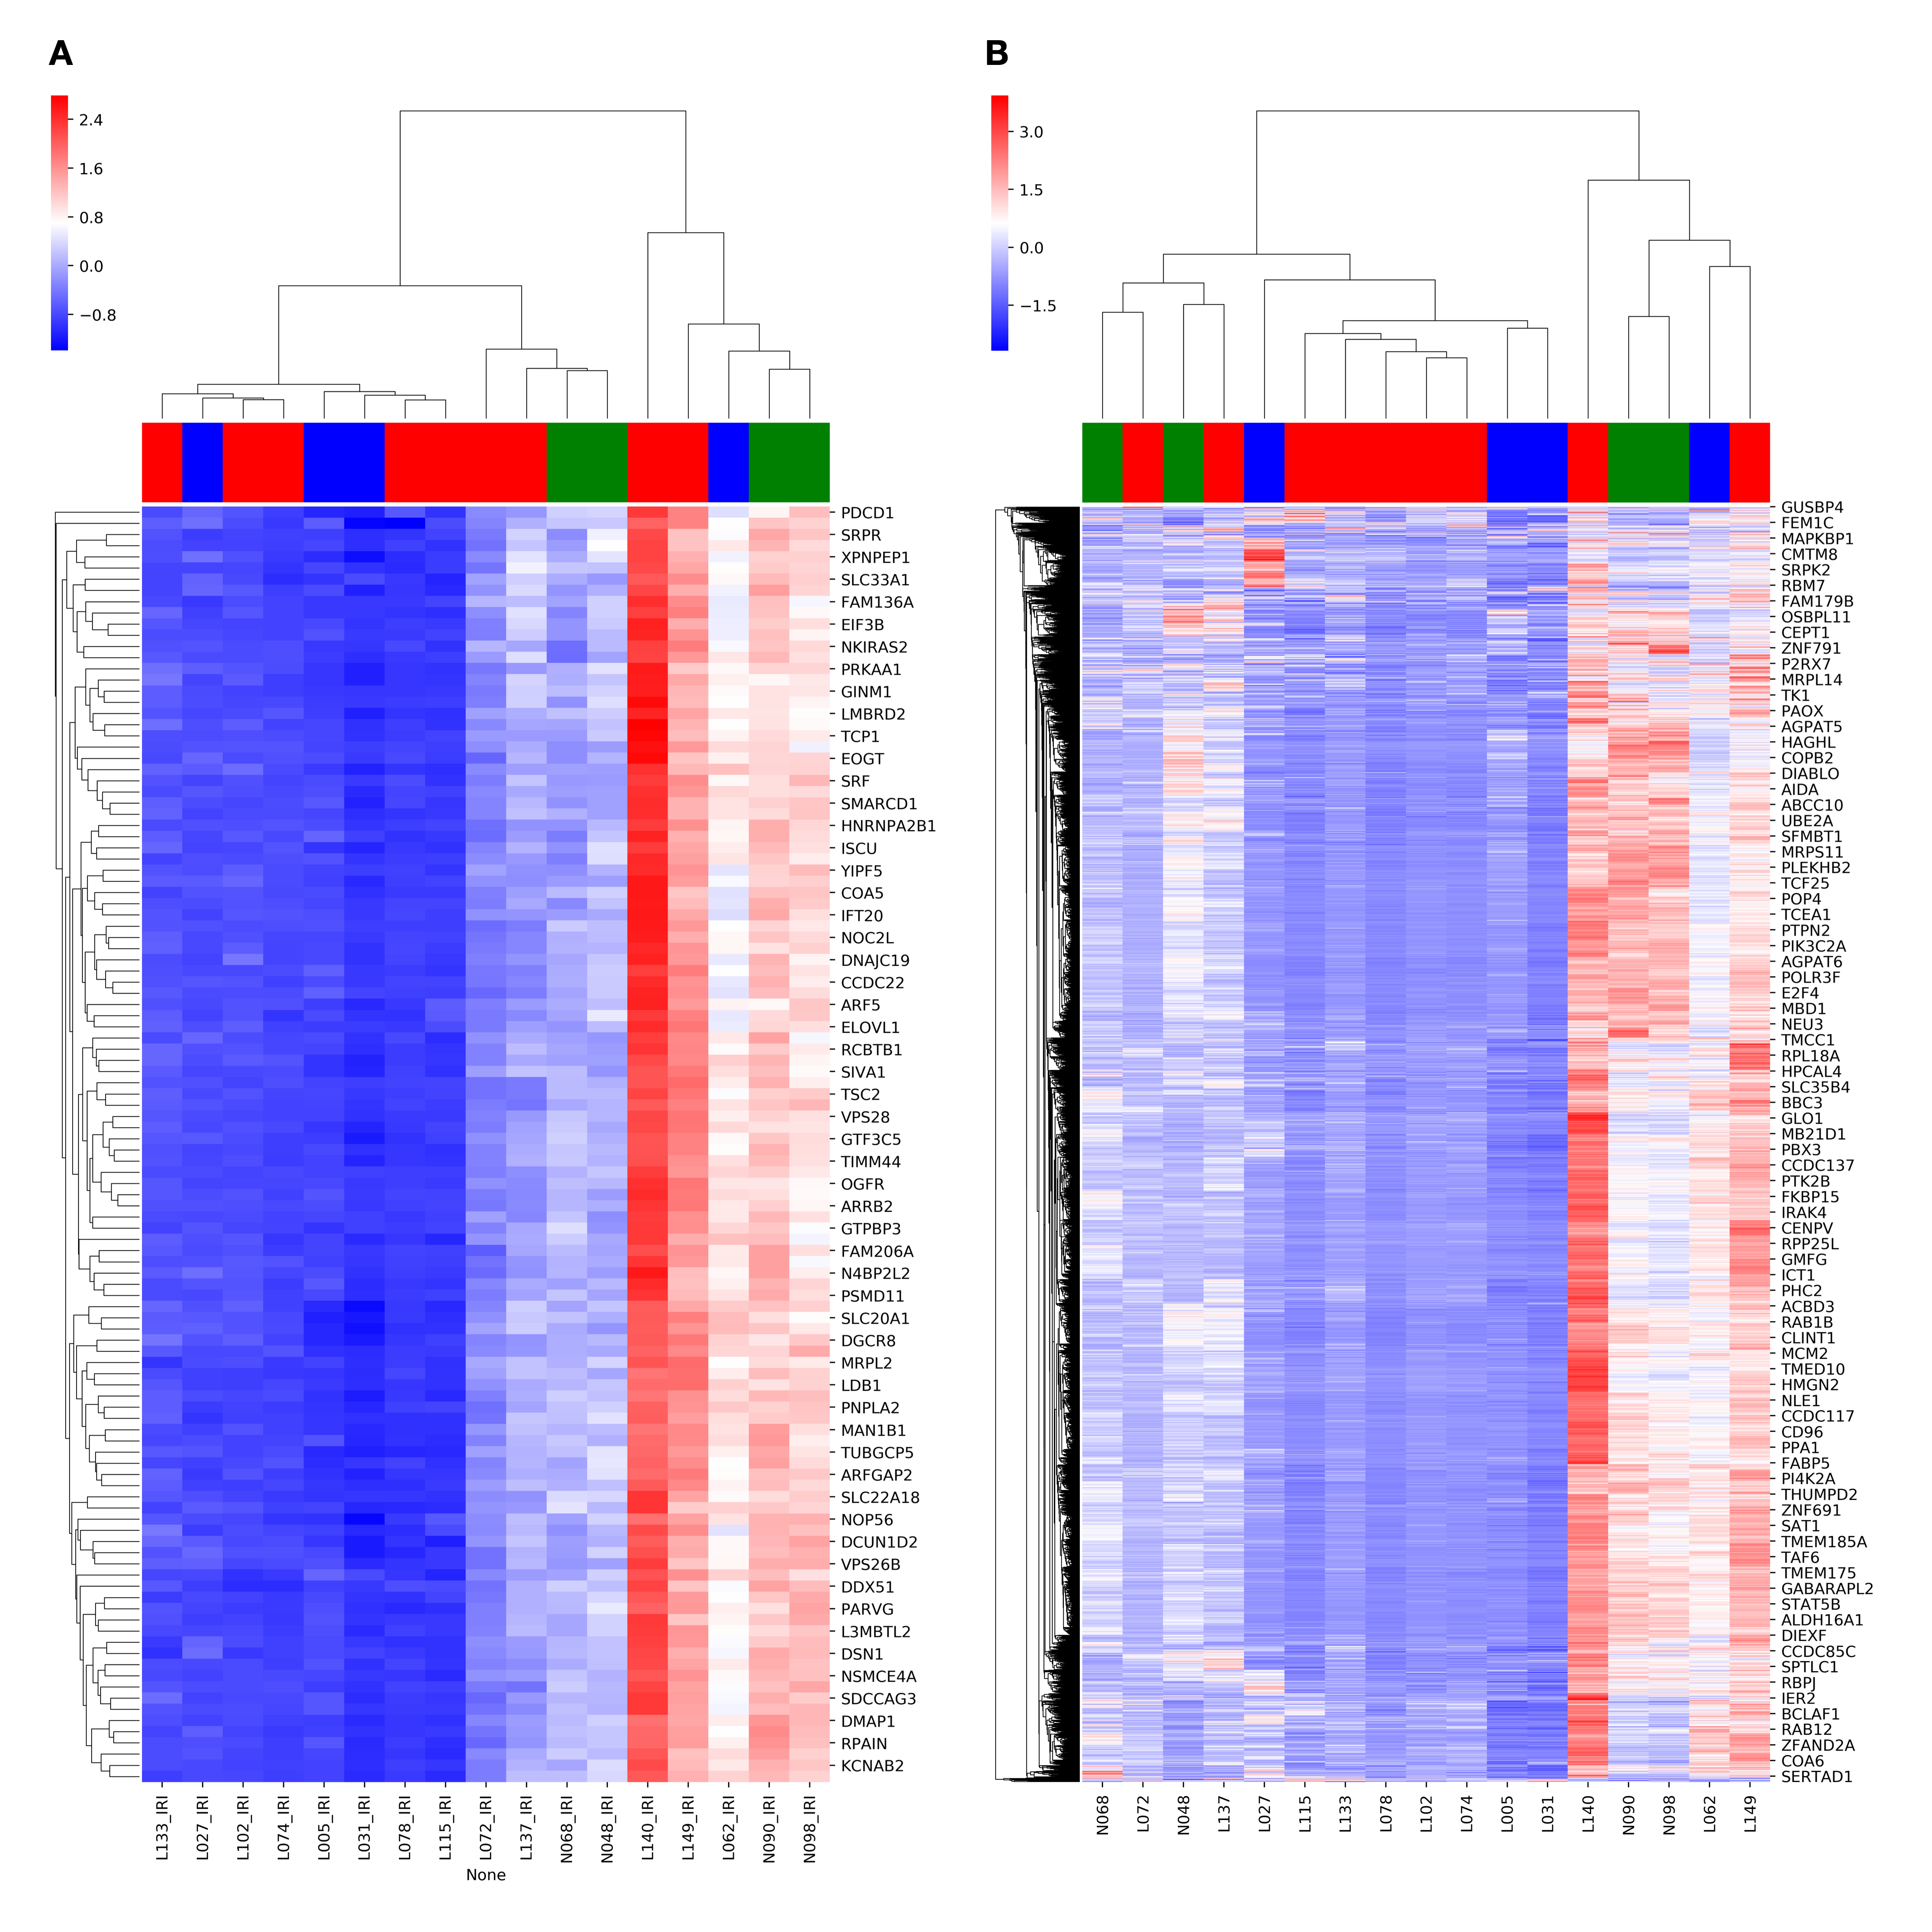 A
2.4
1.6
0.8
0.0
−0.8
PDCD1
SRPR
XPNPEP1
SLC33A1
FAM136A
EIF3B
NKIRAS2
PRKAA1
GINM1
LMBRD2
TCP1
EOGT
SRF
SMARCD1
HNRNPA2B1
ISCU
YIPF5
COA5
IFT20
NOC2L
DNAJC19
CCDC22
ARF5
ELOVL1
RCBTB1
SIVA1
TSC2
VPS28
GTF3C5
TIMM44
OGFR
ARRB2
GTPBP3
FAM206A
N4BP2L2
PSMD11
SLC20A1
DGCR8
MRPL2
LDB1
PNPLA2
MAN1B1
TUBGCP5
ARFGAP2
SLC22A18
NOP56
DCUN1D2
VPS26B
DDX51
PARVG
L3MBTL2
DSN1
NSMCE4A
SDCCAG3
DMAP1
RPAIN
KCNAB2
L133_IRI
L027_IRI
L102_IRI
L074_IRI
L005_IRI
L031_IRI
L078_IRI
L115_IRI
L072_IRI
L137_IRI
N068_IRI
N048_IRI
L140_IRI
L149_IRI
L062_IRI
N090_IRI
N098_IRI
None
B
3.0
1.5
0.0
−1.5
GUSBP4
FEM1C
MAPKBP1
CMTM8
SRPK2
RBM7
FAM179B
OSBPL11
CEPT1
ZNF791
P2RX7
MRPL14
TK1
PAOX
AGPAT5
HAGHL
COPB2
DIABLO
AIDA
ABCC10
UBE2A
SFMBT1
MRPS11
PLEKHB2
TCF25
POP4
TCEA1
PTPN2
PIK3C2A
AGPAT6
POLR3F
E2F4
MBD1
NEU3
TMCC1
RPL18A
HPCAL4
SLC35B4
BBC3
GLO1
MB21D1
PBX3
CCDC137
PTK2B
FKBP15
IRAK4
CENPV
RPP25L
GMFG
ICT1
PHC2
ACBD3
RAB1B
CLINT1
MCM2
TMED10
HMGN2
NLE1
CCDC117
CD96
PPA1
FABP5
PI4K2A
THUMPD2
ZNF691
SAT1
TMEM185A
TAF6
TMEM175
GABARAPL2
STAT5B
ALDH16A1
DIEXF
CCDC85C
SPTLC1
RBPJ
IER2
BCLAF1
RAB12
ZFAND2A
COA6
SERTAD1
N068
L072
N048
L137
L027
L115
L133
L078
L102
L074
L005
L031
L140
N090
N098
L062
L149